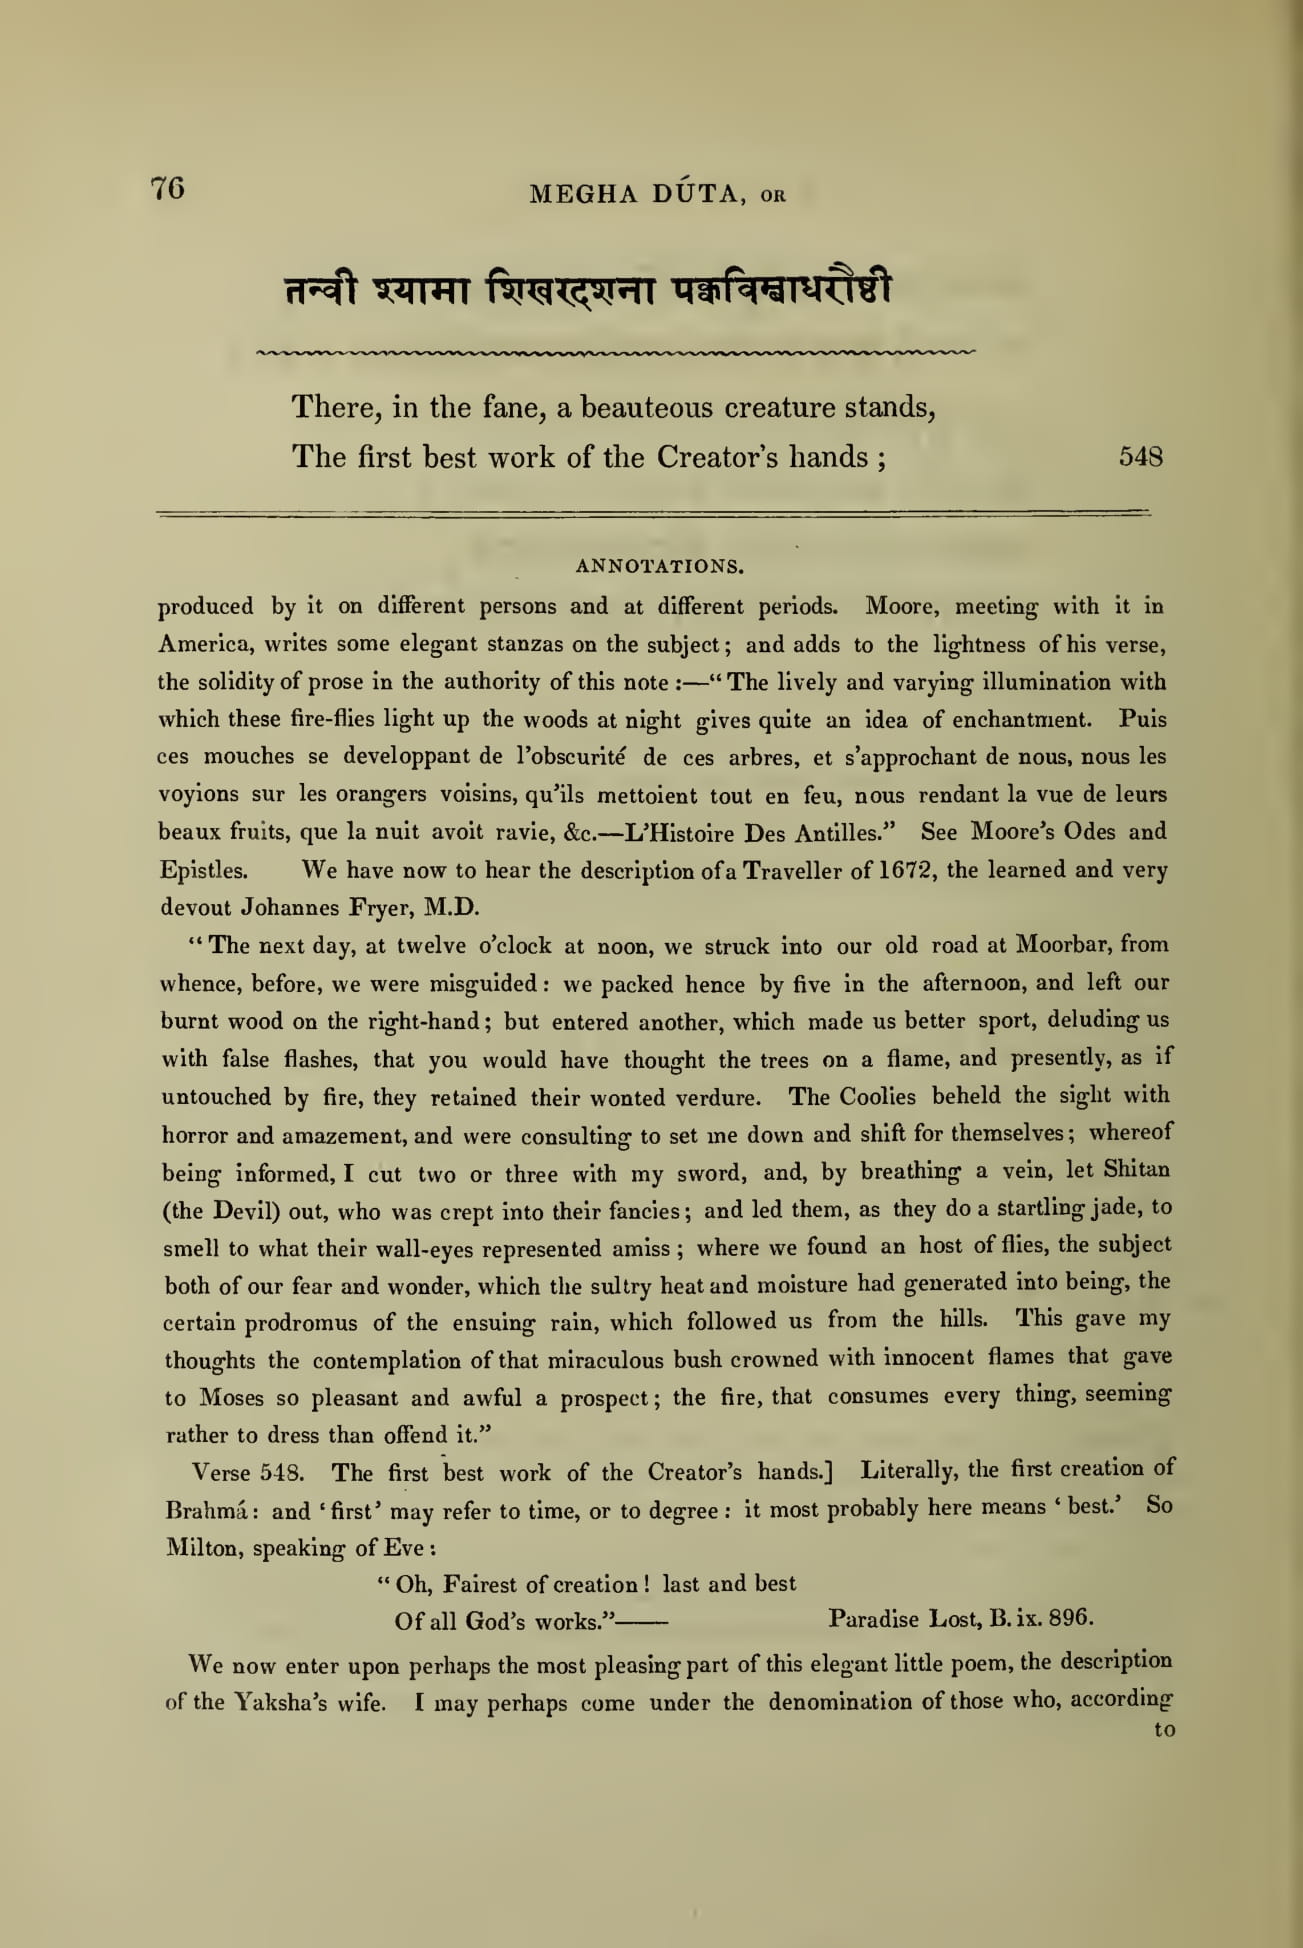 76
MEGHA DÚTA, OR
तन्वी श्यामा शिखरदशना पक्वविम्बाधरौष्ठी
There, in the fane, a beauteous creature stands,
The first best work of the Creator's hands ; 548
ANNOTATIONS.
produced by it on different persons and at different periods. Moore, meeting with it in
America, writes some elegant stanzas on the subject ; and adds to the lightness of his verse,
the solidity of prose in the authority of this note :—“ The lively and varying illumination with
which these fire-flies light up the woods at night gives quite an idea of enchantment. Puis
ces mouches se developpant de l'obscurité de ces arbres, et s'approchant de nous, nous les
voyions sur les orangers voisins, qu'ils mettoient tout en feu, nous rendant la vue de leurs
beaux fruits, que la nuit avoit ravie, &c.—L'Histoire Des Antilles.” See Moore's Odes and
Epistles. We have now to hear the description of a Traveller of 1672, the learned and very
devout Johannes Fryer, M.D.
“ The next day, at twelve o'clock at noon, we struck into our old road at Moorbar, from
whence, before, we were misguided : we packed hence by five in the afternoon, and left our
burnt wood on the right-hand ; but entered another, which made us better sport, deluding us
with false flashes, that you would have thought the trees on a flame, and presently, as if
untouched by fire, they retained their wonted verdure. The Coolies beheld the sight with
horror and amazement, and were consulting to set me down and shift for themselves ; whereof
being informed, I cut two or three with my sword, and, by breathing a vein, let Shitan
(the Devil) out, who was crept into their fancies ; and led them, as they do a startling jade, to
smell to what their wall-eyes represented amiss ; where we found an host of flies, the subject
both of our fear and wonder, which the sultry heat and moisture had generated into being, the
certain prodromus of the ensuing rain, which followed us from the hills. This gave my
thoughts the contemplation of that miraculous bush crowned with innocent flames that gave
to Moses so pleasant and awful a prospect ; the fire, that consumes every thing, seeming
rather to dress than offend it.”
Verse 548. The first best work of the Creator's hands.] Literally, the first creation of
Brahmá : and ‘ first’ may refer to time, or to degree : it most probably here means ‘ best.’ So
Milton, speaking of Eve :
“ Oh, Fairest of creation ! last and best
Of all God's works.”—— Paradise Lost, B. ix. 896.
We now enter upon perhaps the most pleasing part of this elegant little poem, the description
of the Yaksha's wife. I may perhaps come under the denomination of those who, according
to